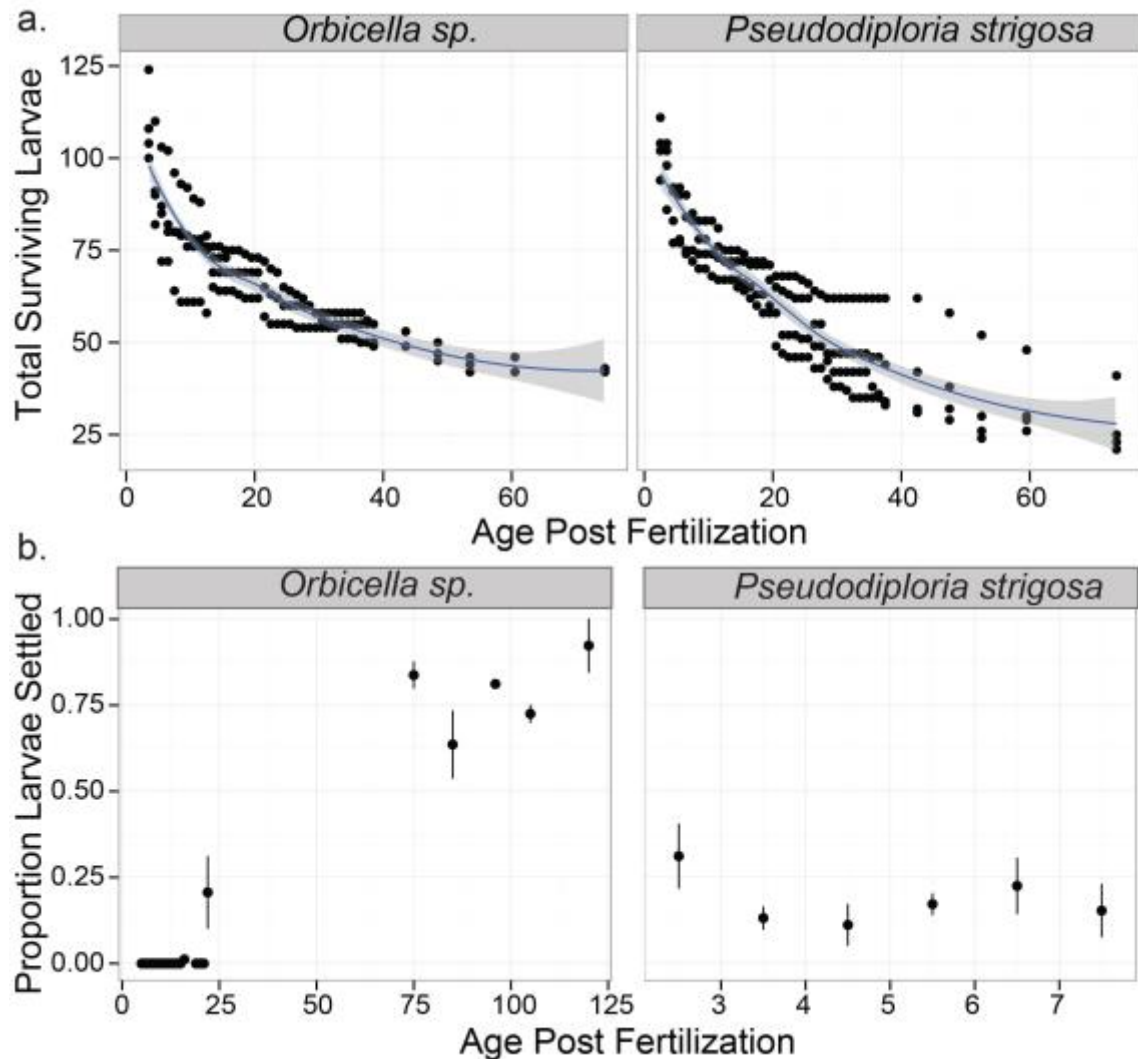 a.
Orbicella sp.
Pseudodiploria strigosa
Total Surviving Larvae
125
100
75
50
25
0 20 40 60
0 20 40 60
Age Post Fertilization
b.
Orbicella sp.
Pseudodiploria strigosa
Proportion Larvae Settled
1.00
0.75
0.50
0.25
0.00
0 25 50 75 100 125
3 4 5 6 7
Age Post Fertilization